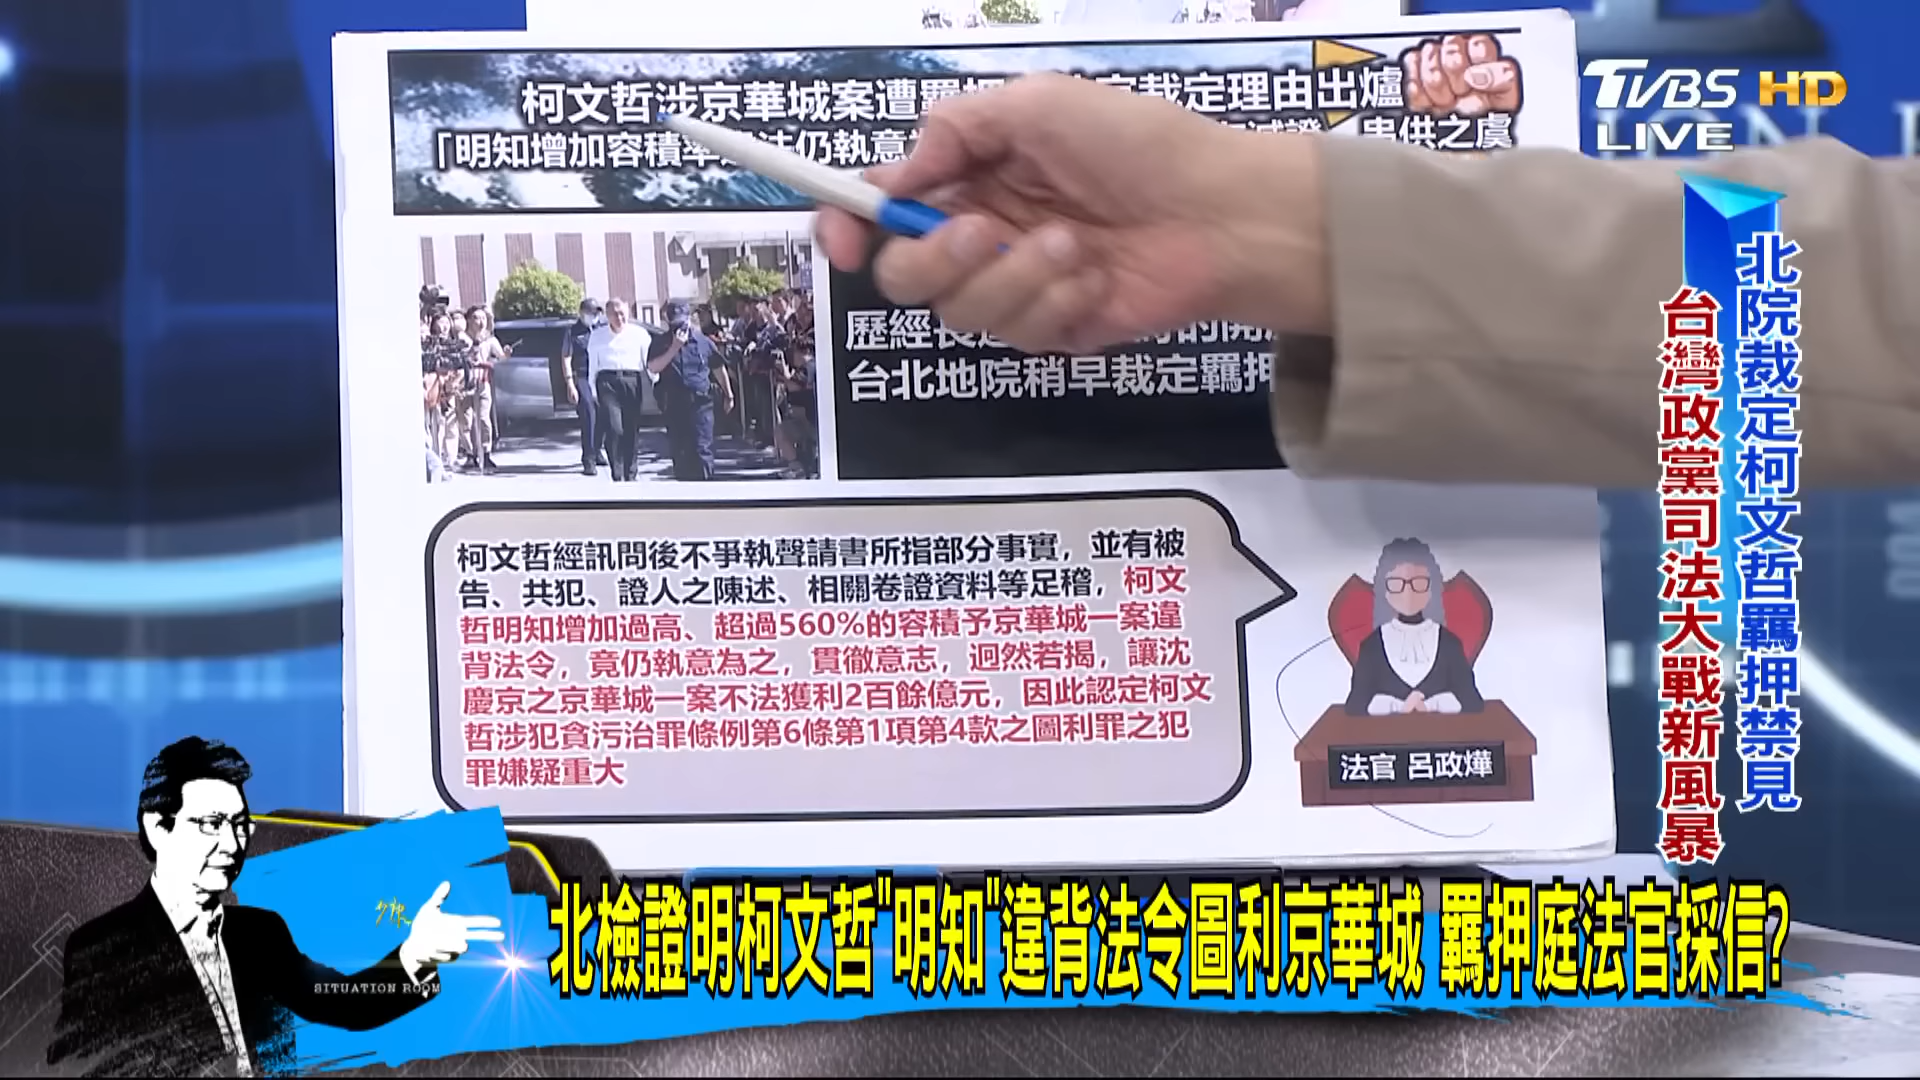 TVBS HD
LIVE
柯文哲涉京華城案遭羈押 裁定理由出爐
「明知增加容積率 法仍執意 串供之虞
歷經長 的開
台北地院稍早裁定羈押
柯文哲經訊問後不爭執聲請書所指部分事實，並有被
告、共犯、證人之陳述、相關卷證資料等足稽，柯文
哲明知增加過高、超過560%的容積予京華城一案違
背法令，竟仍執意為之，貫徹意志，迥然若揭，讓沈
慶京之京華城一案不法獲利2百餘億元，因此認定柯文
哲涉犯貪污治罪條例第6條第1項第4款之圖利罪之犯
罪嫌疑重大
法官 呂政燁
北院裁定柯文哲羈押禁見
台灣政黨司法大戰新風暴
SITUATION ROOM
北檢證明柯文哲"明知"違背法令圖利京華城 羈押庭法官採信?